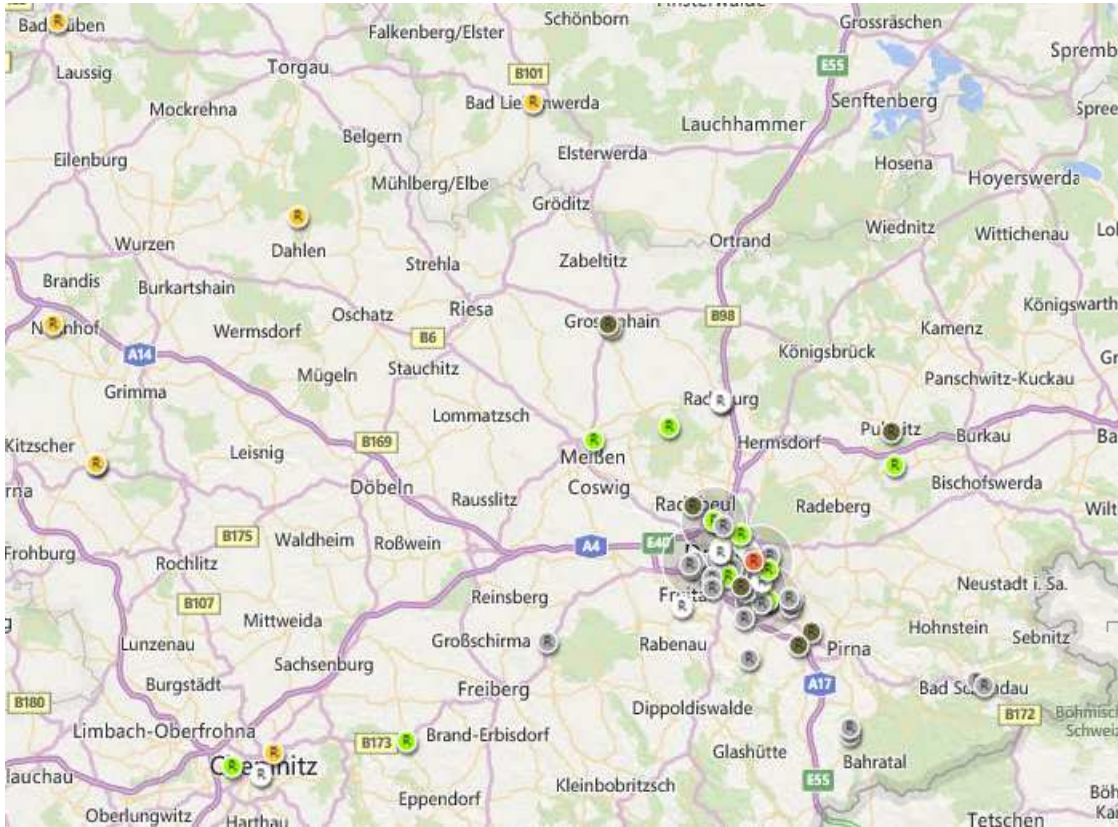 Schönborn
Grossräschen
Falkenberg/Elster
Laussig
Torgau
B101
E55
Mockrehna
Senftenberg
Lauchhammer
Belgern
Eilenburg
Elsterwerda
Hosena
Mühlberg/Elbe
Hoyerswerda
Gröditz
Wurzen
Dahlen
Ortrand
Wiednitz
Wittichenau
Strehla
Zabeltitz
Brandis
Burkartshain
Oschatz
Riesa
B98
Wermsdorf
B6
Kamenz
A14
Stauchitz
Königsbrück
Mügeln
Panschwitz-Kuckau
Grimma
Lommatzsch
Kitzscher
B169
Hermsdorf
Burkau
Leisnig
Meißen
Döbeln
Coswig
Bischofswerda
Rausslitz
Radeberg
B175
Waldheim
Roßwein
A4
E40
Frohburg
Rochlitz
Neustadt i. Sa.
B107
Reinsberg
Mittweida
Hohnstein
Sebnitz
Lunzenau
Großschirma
Rabenau
Pirna
Sachsenburg
Burgstädt
Freiberg
A17
B180
Dippoldiswalde
B172
Limbach-Oberfrohna
B173
Brand-Erbisdorf
Glashütte
Bahratal
Kleinbobritzsch
E55
Eppendorf
Oberlungwitz
Harthau
Tetschen